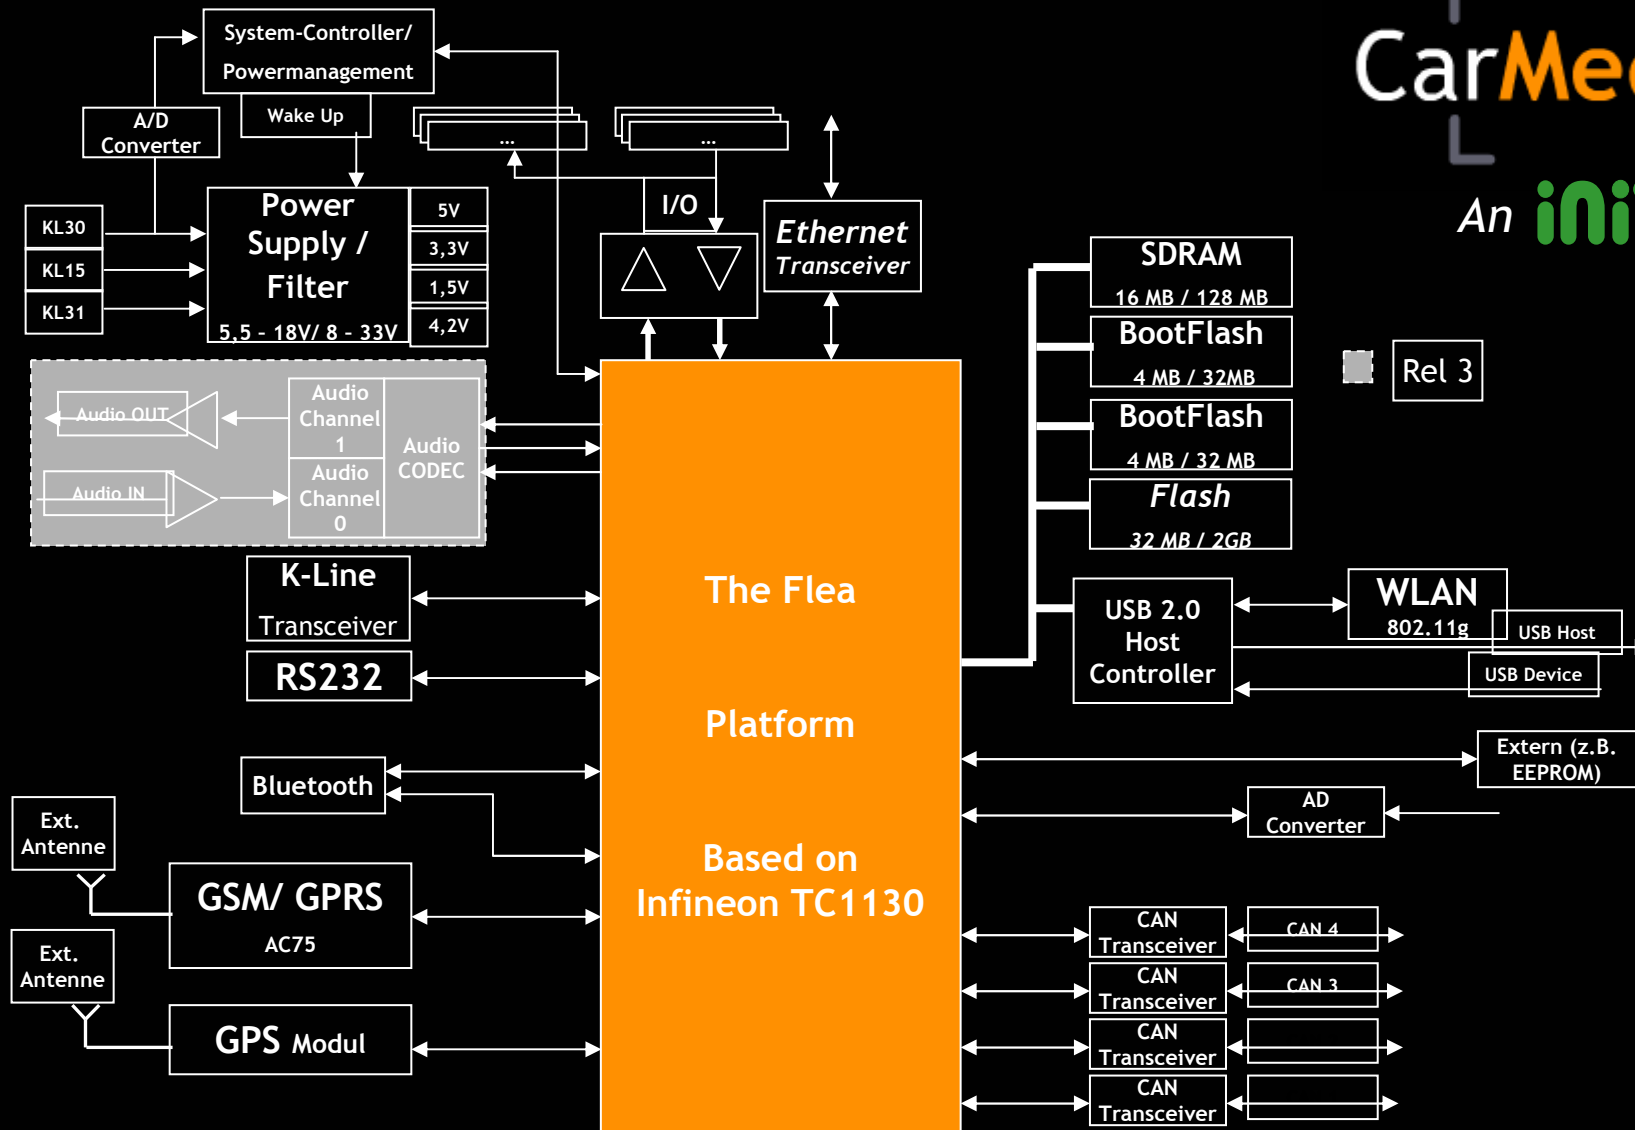 System-Controller/
Powermanagement
Wake Up
A/D
Converter
...
...
KL30
KL15
KL31
Power
Supply /
Filter
5,5 – 18V/ 8 – 33V
5V
3,3V
1,5V
4,2V
I/O
Ethernet
Transceiver
Audio OUT
Audio IN
Audio
Channel
1
Audio
Channel
0
Audio
CODEC
K-Line
Transceiver
RS232
Bluetooth
Ext.
Antenne
GSM/ GPRS
AC75
Ext.
Antenne
GPS Modul
The Flea
Platform
Based on
Infineon TC1130
SDRAM
16 MB / 128 MB
BootFlash
4 MB / 32MB
BootFlash
4 MB / 32 MB
Flash
32 MB / 2GB
USB 2.0
Host
Controller
WLAN
802.11g
USB Host
USB Device
Extern (z.B.
EEPROM)
AD
Converter
CAN
Transceiver
CAN 4
CAN
Transceiver
CAN 3
CAN
Transceiver
CAN
Transceiver
Rel 3
An